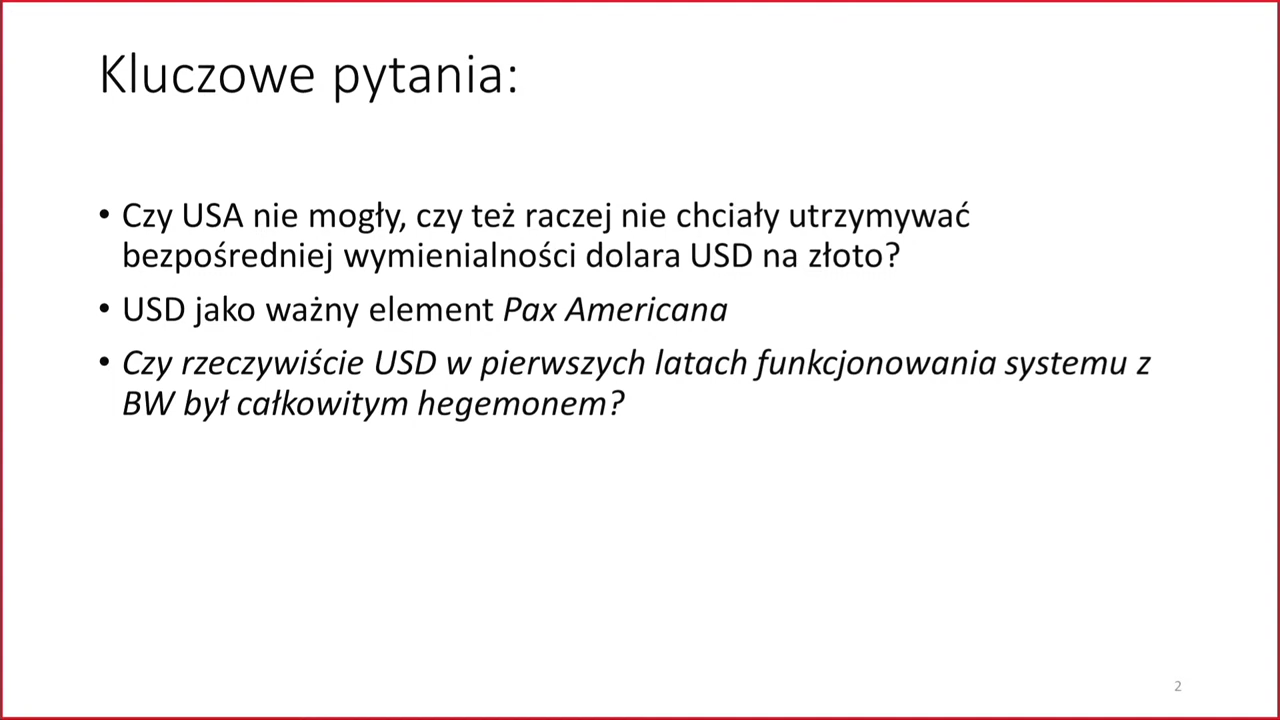 Kluczowe pytania:
• Czy USA nie mogły, czy też raczej nie chciały utrzymywać
bezpośredniej wymienialności dolara USD na złoto?
• USD jako ważny element Pax Americana
• Czy rzeczywiście USD w pierwszych latach funkcjonowania systemu z
BW był całkowitym hegemonem?
2